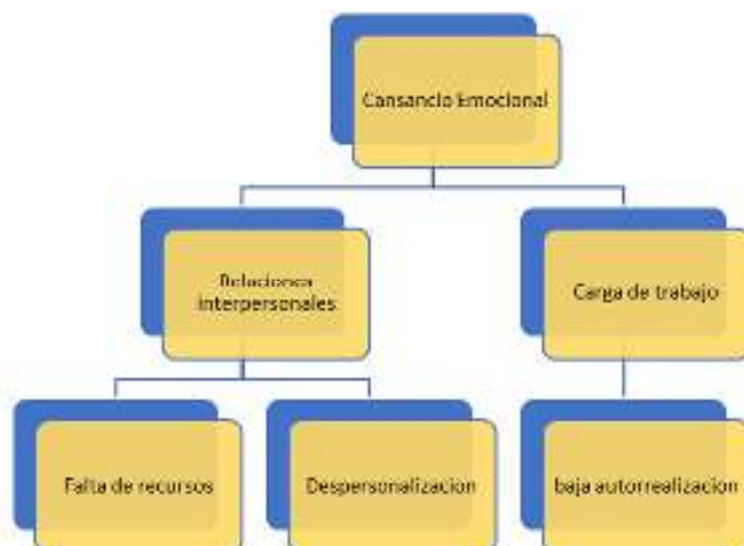 Cansancio Emocional
Relaciones
interpersonales
Carga de trabajo
Falta de recursos
Despersonalizacion
baja autorrealizacion